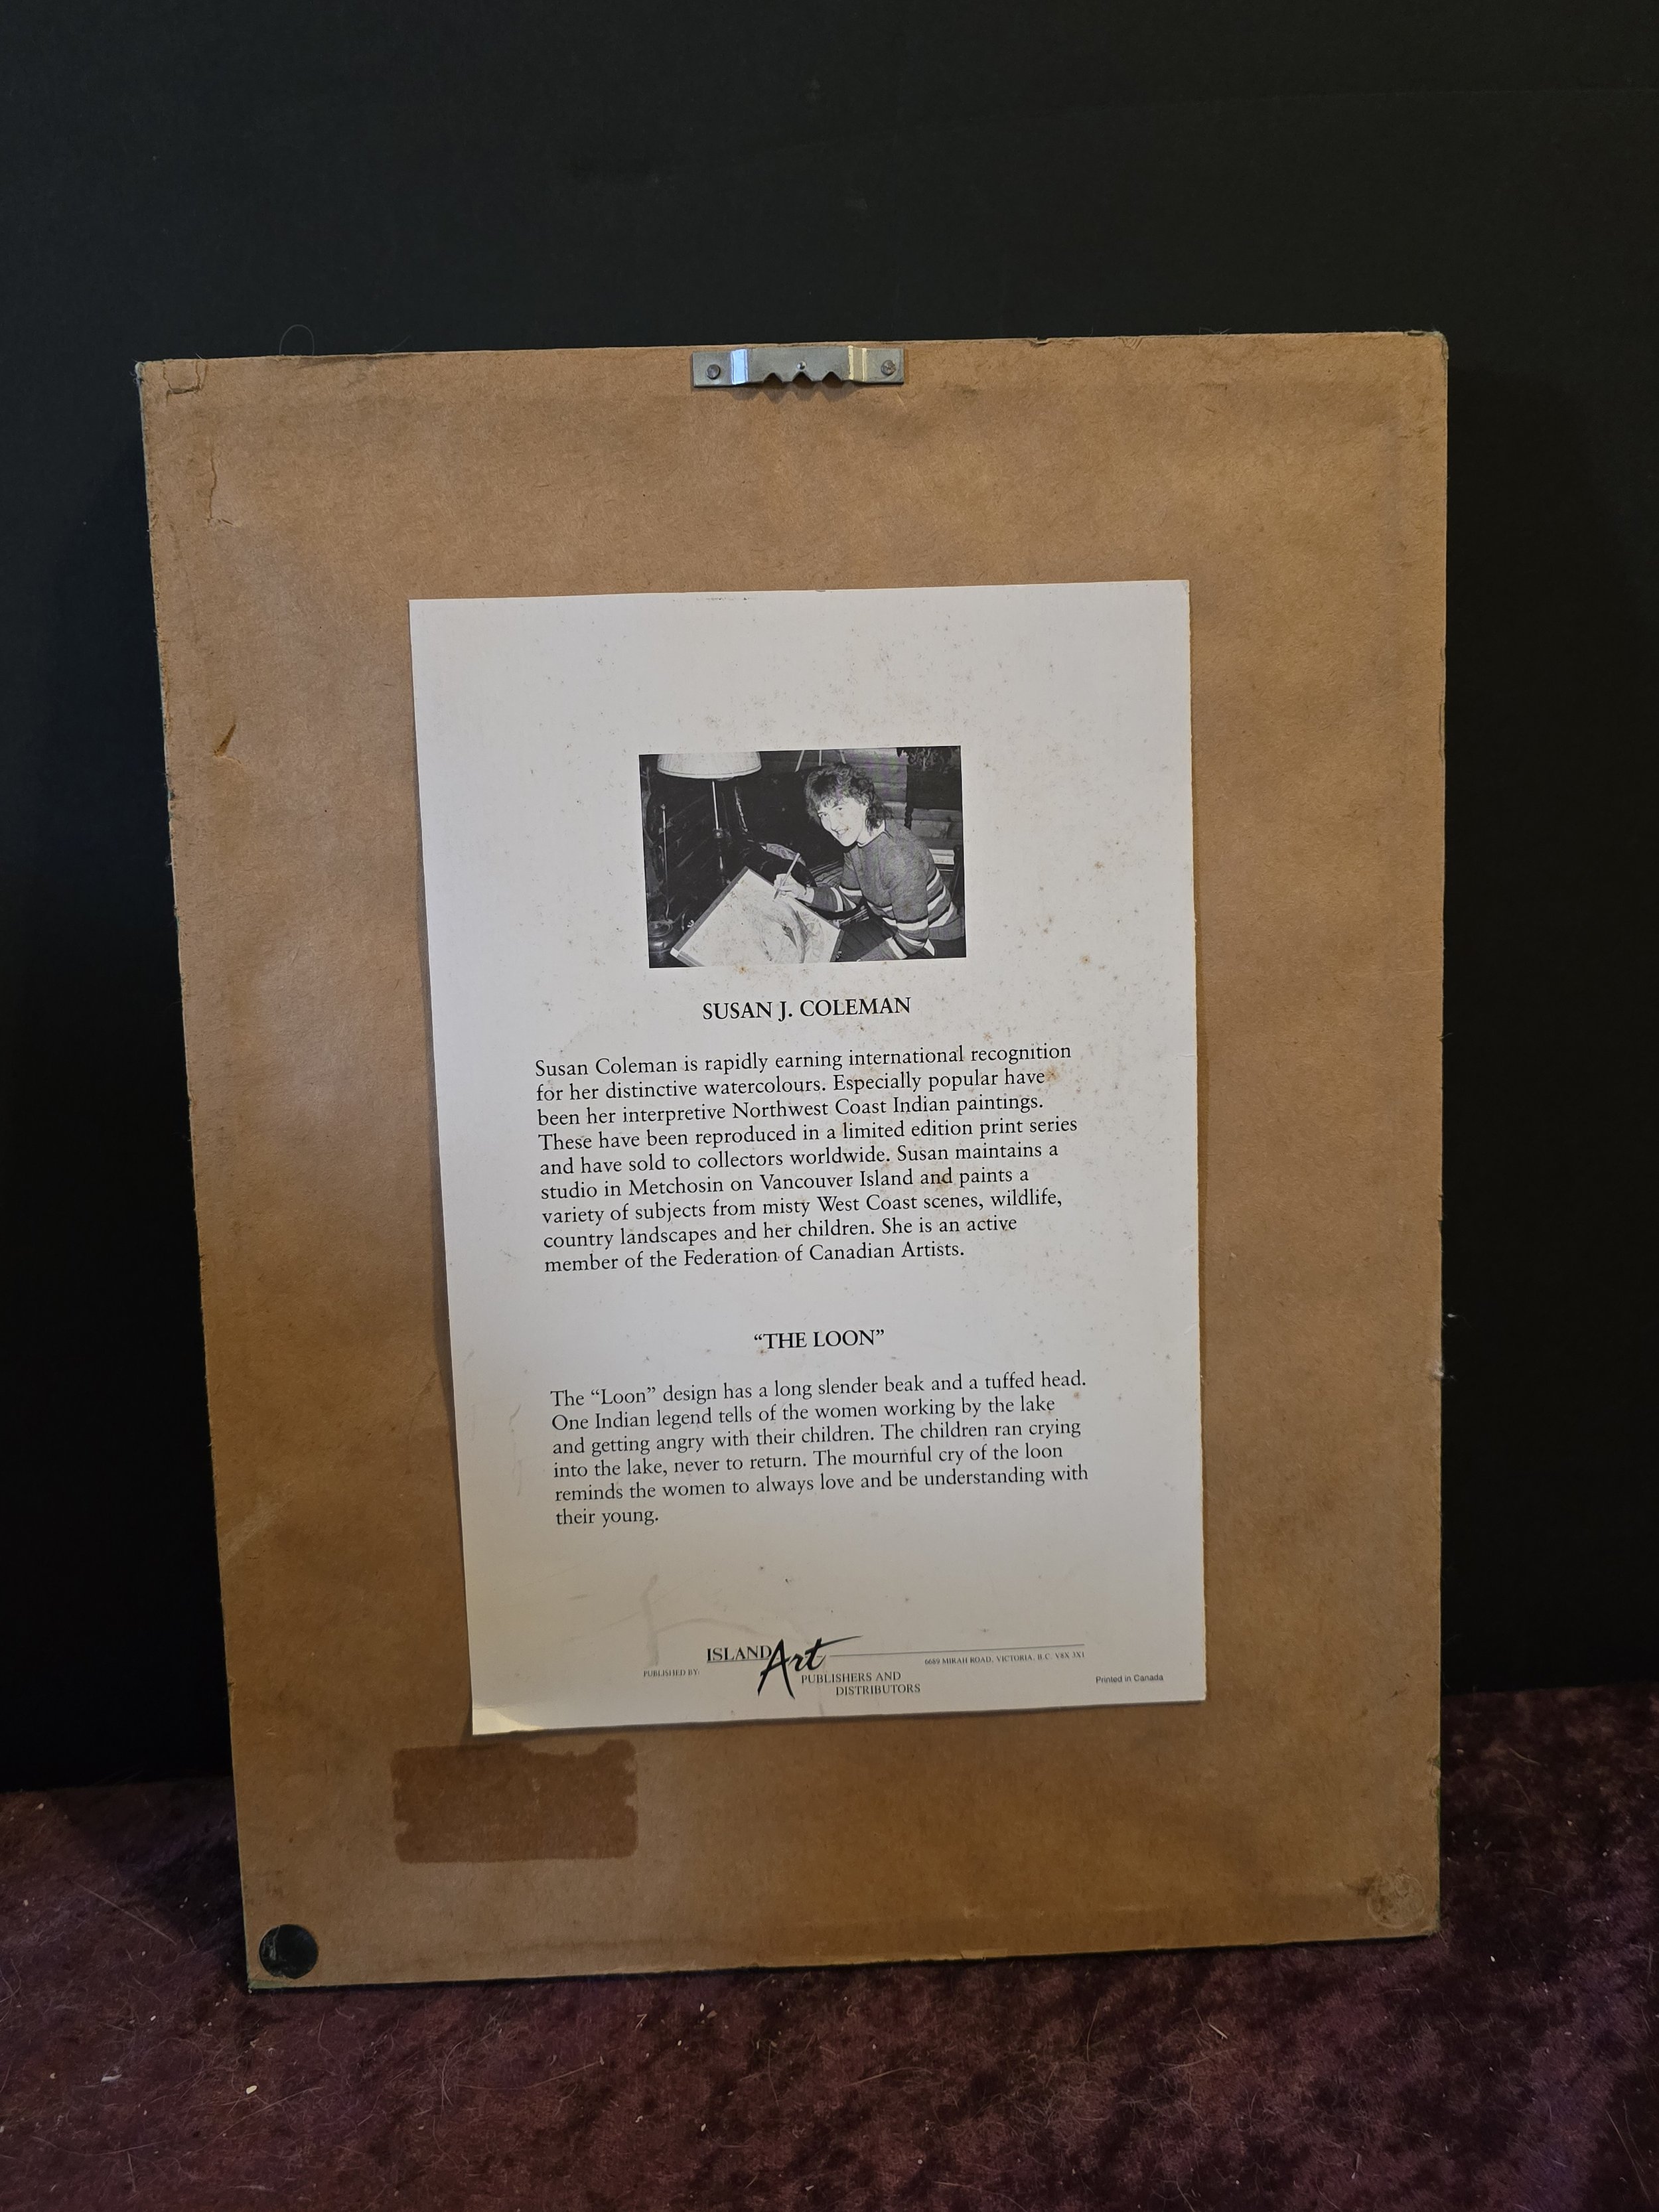 SUSAN J. COLEMAN
Susan Coleman is rapidly earning international recognition
for her distinctive watercolours. Especially popular have
been her interpretive Northwest Coast Indian paintings.
These have been reproduced in a limited edition print series
and have sold to collectors worldwide. Susan maintains a
studio in Metchosin on Vancouver Island and paints a
variety of subjects from misty West Coast scenes, wildlife,
country landscapes and her children. She is an active
member of the Federation of Canadian Artists.
“THE LOON”
The “Loon” design has a long slender beak and a tuffed head.
One Indian legend tells of the women working by the lake
and getting angry with their children. The children ran crying
into the lake, never to return. The mournful cry of the loon
reminds the women to always love and be understanding with
their young.
PUBLISHED BY:
ISLAND Art
PUBLISHERS AND
DISTRIBUTORS
6689 MIRAH ROAD, VICTORIA, B.C. V8X 3X1
Printed in Canada